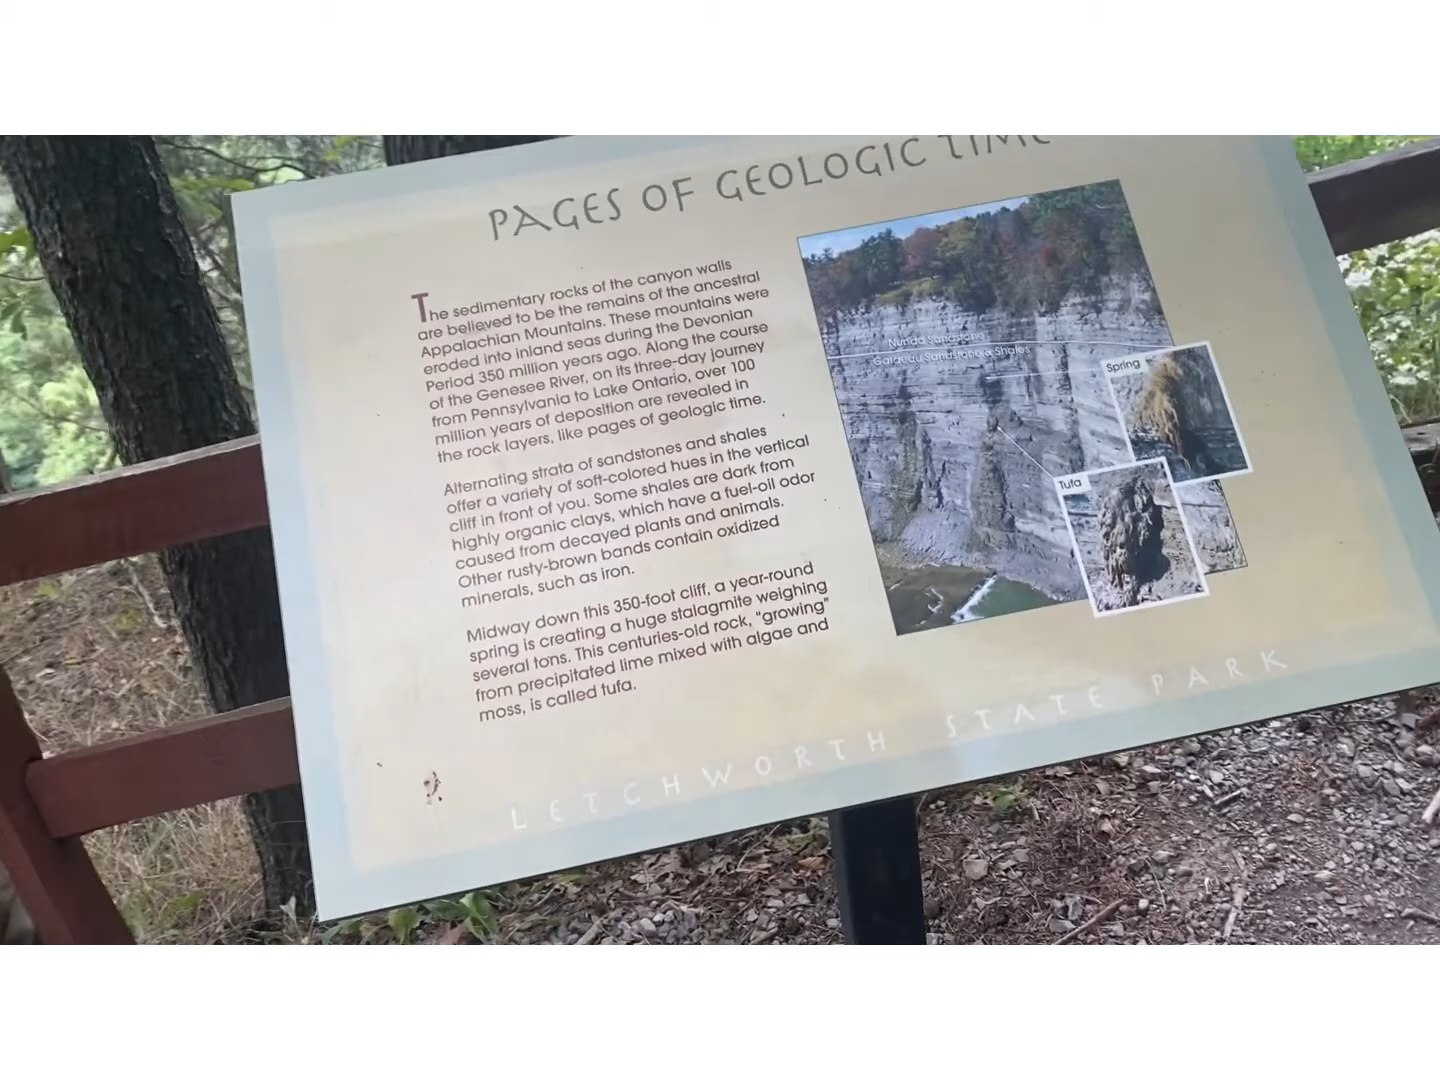 PAGES OF GEOLOGIC TIME
The sedimentary rocks of the canyon walls
are believed to be the remains of the ancestral
Appalachian Mountains. These mountains were
eroded into inland seas during the Devonian
Period 350 million years ago. Along the course
of the Genesee River, on its three-day journey
from Pennsylvania to Lake Ontario, over 100
million years of deposition are revealed in
the rock layers, like pages of geologic time.
Alternating strata of sandstones and shales
offer a variety of soft-colored hues in the vertical
cliff in front of you. Some shales are dark from
highly organic clays, which have a fuel-oil odor
caused from decayed plants and animals.
Other rusty-brown bands contain oxidized
minerals, such as iron.
Midway down this 350-foot cliff, a year-round
spring is creating a huge stalagmite weighing
several tons. This centuries-old rock, "growing"
from precipitated lime mixed with algae and
moss, is called tufa.
Nunda Sandstone
Gardeau Sandstone & Shales
Spring
Tufa
LETCHWORTH STATE PARK